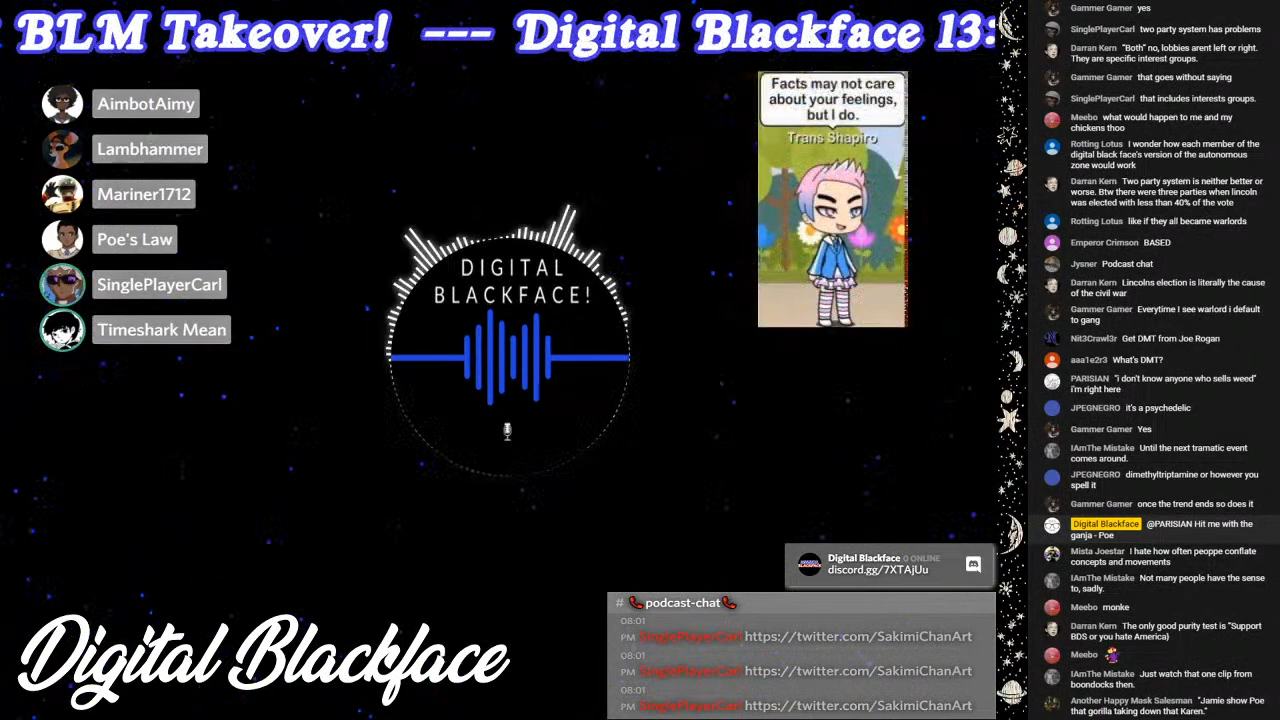 BLM Takeover! --- Digital Blackface 13:
AimbotAimy
Lambhammer
Mariner1712
Poe's Law
SinglePlayerCarl
Timeshark Mean
DIGITAL
BLACKFACE!
Facts may not care
about your feelings,
but I do.
Trans Shapiro
Digital Blackface 0 ONLINE
discord.gg/7XTAjUu
# podcast-chat
08:01
PM SinglePlayerCarl https://twitter.com/SakimiChanArt
08:01
PM SinglePlayerCarl https://twitter.com/SakimiChanArt
08:01
PM SinglePlayerCarl https://twitter.com/SakimiChanArt
Digital Blackface
Gammer Gamer yes
SinglePlayerCarl two party system has problems
Darran Kern "Both" no, lobbies arent left or right.
They are specific interest groups.
Gammer Gamer that goes without saying
SinglePlayerCarl that includes interests groups.
Meebo what would happen to me and my
chickens thoo
Rotting Lotus I wonder how each member of the
digital black face's version of the autonomous
zone would work
Darran Kern Two party system is neither better or
worse. Btw there were three parties when lincoln
was elected with less than 40% of the vote
Rotting Lotus like if they all became warlords
Emperor Crimson BASED
Jysner Podcast chat
Darran Kern Lincolns election is literally the cause
of the civil war
Gammer Gamer Everytime i see warlord i default
to gang
Nit3Crawl3r Get DMT from Joe Rogan
aaa1e2r3 What's DMT?
PARISIAN "i don't know anyone who sells weed"
i'm right here
JPEGNEGRO it's a psychedelic
Gammer Gamer Yes
IAmThe Mistake Until the next tramatic event
comes around.
JPEGNEGRO dimethyltriptamine or however you
spell it
Gammer Gamer once the trend ends so does it
Digital Blackface @PARISIAN Hit me with the
ganja - Poe
Mista Joestar I hate how often peoppe conflate
concepts and movements
IAmThe Mistake Not many people have the sense
to, sadly.
Meebo monke
Darran Kern The only good purity test is "Support
BDS or you hate America}
Meebo
IAmThe Mistake Just watch that one clip from
boondocks then.
Another Happy Mask Salesman "Jamie show Poe
that gorilla taking down that Karen."